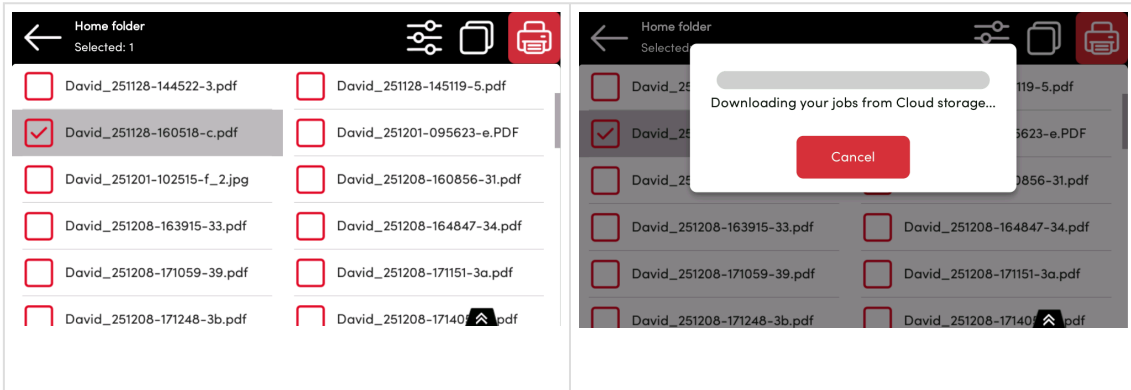 Home folder
Selected: 1
David_251128-144522-3.pdf
David_251128-145119-5.pdf
David_251128-160518-c.pdf
David_251201-095623-e.PDF
David_251201-102515-f_2.jpg
David_251208-160856-31.pdf
David_251208-163915-33.pdf
David_251208-164847-34.pdf
David_251208-171059-39.pdf
David_251208-171151-3a.pdf
David_251208-171248-3b.pdf
David_251208-17140 pdf
Home folder
Selected
David_25
119-5.pdf
Downloading your jobs from Cloud storage...
David_25
5623-e.PDF
Cancel
David_25
0856-31.pdf
David_251208-163915-33.pdf
David_251208-164847-34.pdf
David_251208-171059-39.pdf
David_251208-171151-3a.pdf
David_251208-171248-3b.pdf
David_251208-17140 pdf